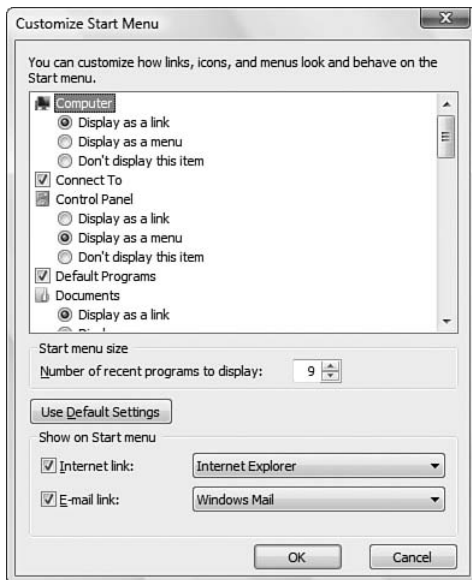 Customize Start Menu
You can customize how links, icons, and menus look and behave on the
Start menu.
Computer
Display as a link
Display as a menu
Don't display this item
Connect To
Control Panel
Display as a link
Display as a menu
Don't display this item
Default Programs
Documents
Display as a link
Start menu size
Number of recent programs to display: 9
Use Default Settings
Show on Start menu
Internet link: Internet Explorer
E-mail link: Windows Mail
OK Cancel